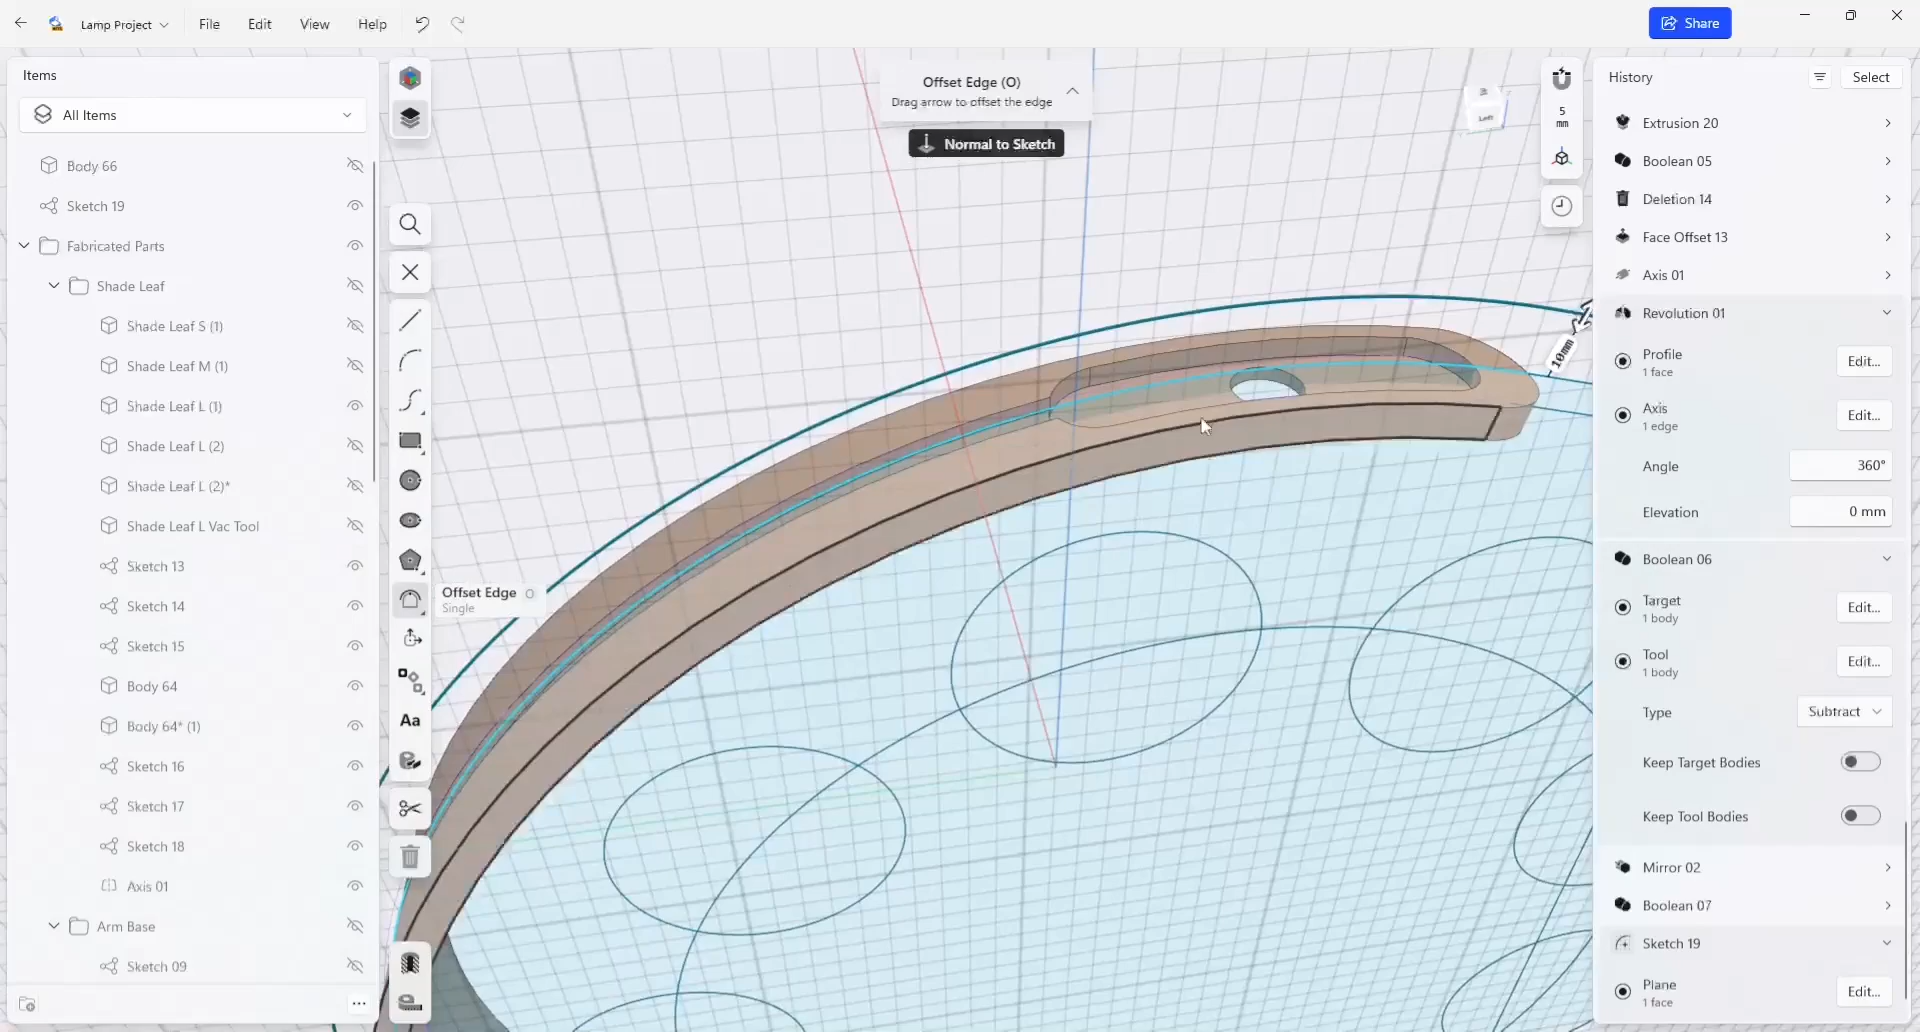 Lamp Project
File
Edit
View
Help
Share
Items
All Items
Body 66
Sketch 19
Fabricated Parts
Shade Leaf
Shade Leaf S (1)
Shade Leaf M (1)
Shade Leaf L (1)
Shade Leaf L (2)
Shade Leaf L (2)*
Shade Leaf L Vac Tool
Sketch 13
Sketch 14
Sketch 15
Body 64
Body 64* (1)
Sketch 16
Sketch 17
Sketch 18
Axis 01
Arm Base
Sketch 09
Aa
Offset Edge O
Single
Offset Edge (O)
Drag arrow to offset the edge
Normal to Sketch
10mm
Left
5
mm
History
Select
Extrusion 20
Boolean 05
Deletion 14
Face Offset 13
Axis 01
Revolution 01
Profile
1 face
Edit...
Axis
1 edge
Edit...
Angle
360°
Elevation
0 mm
Boolean 06
Target
1 body
Edit...
Tool
1 body
Edit...
Type
Subtract
Keep Target Bodies
Keep Tool Bodies
Mirror 02
Boolean 07
Sketch 19
Plane
1 face
Edit...